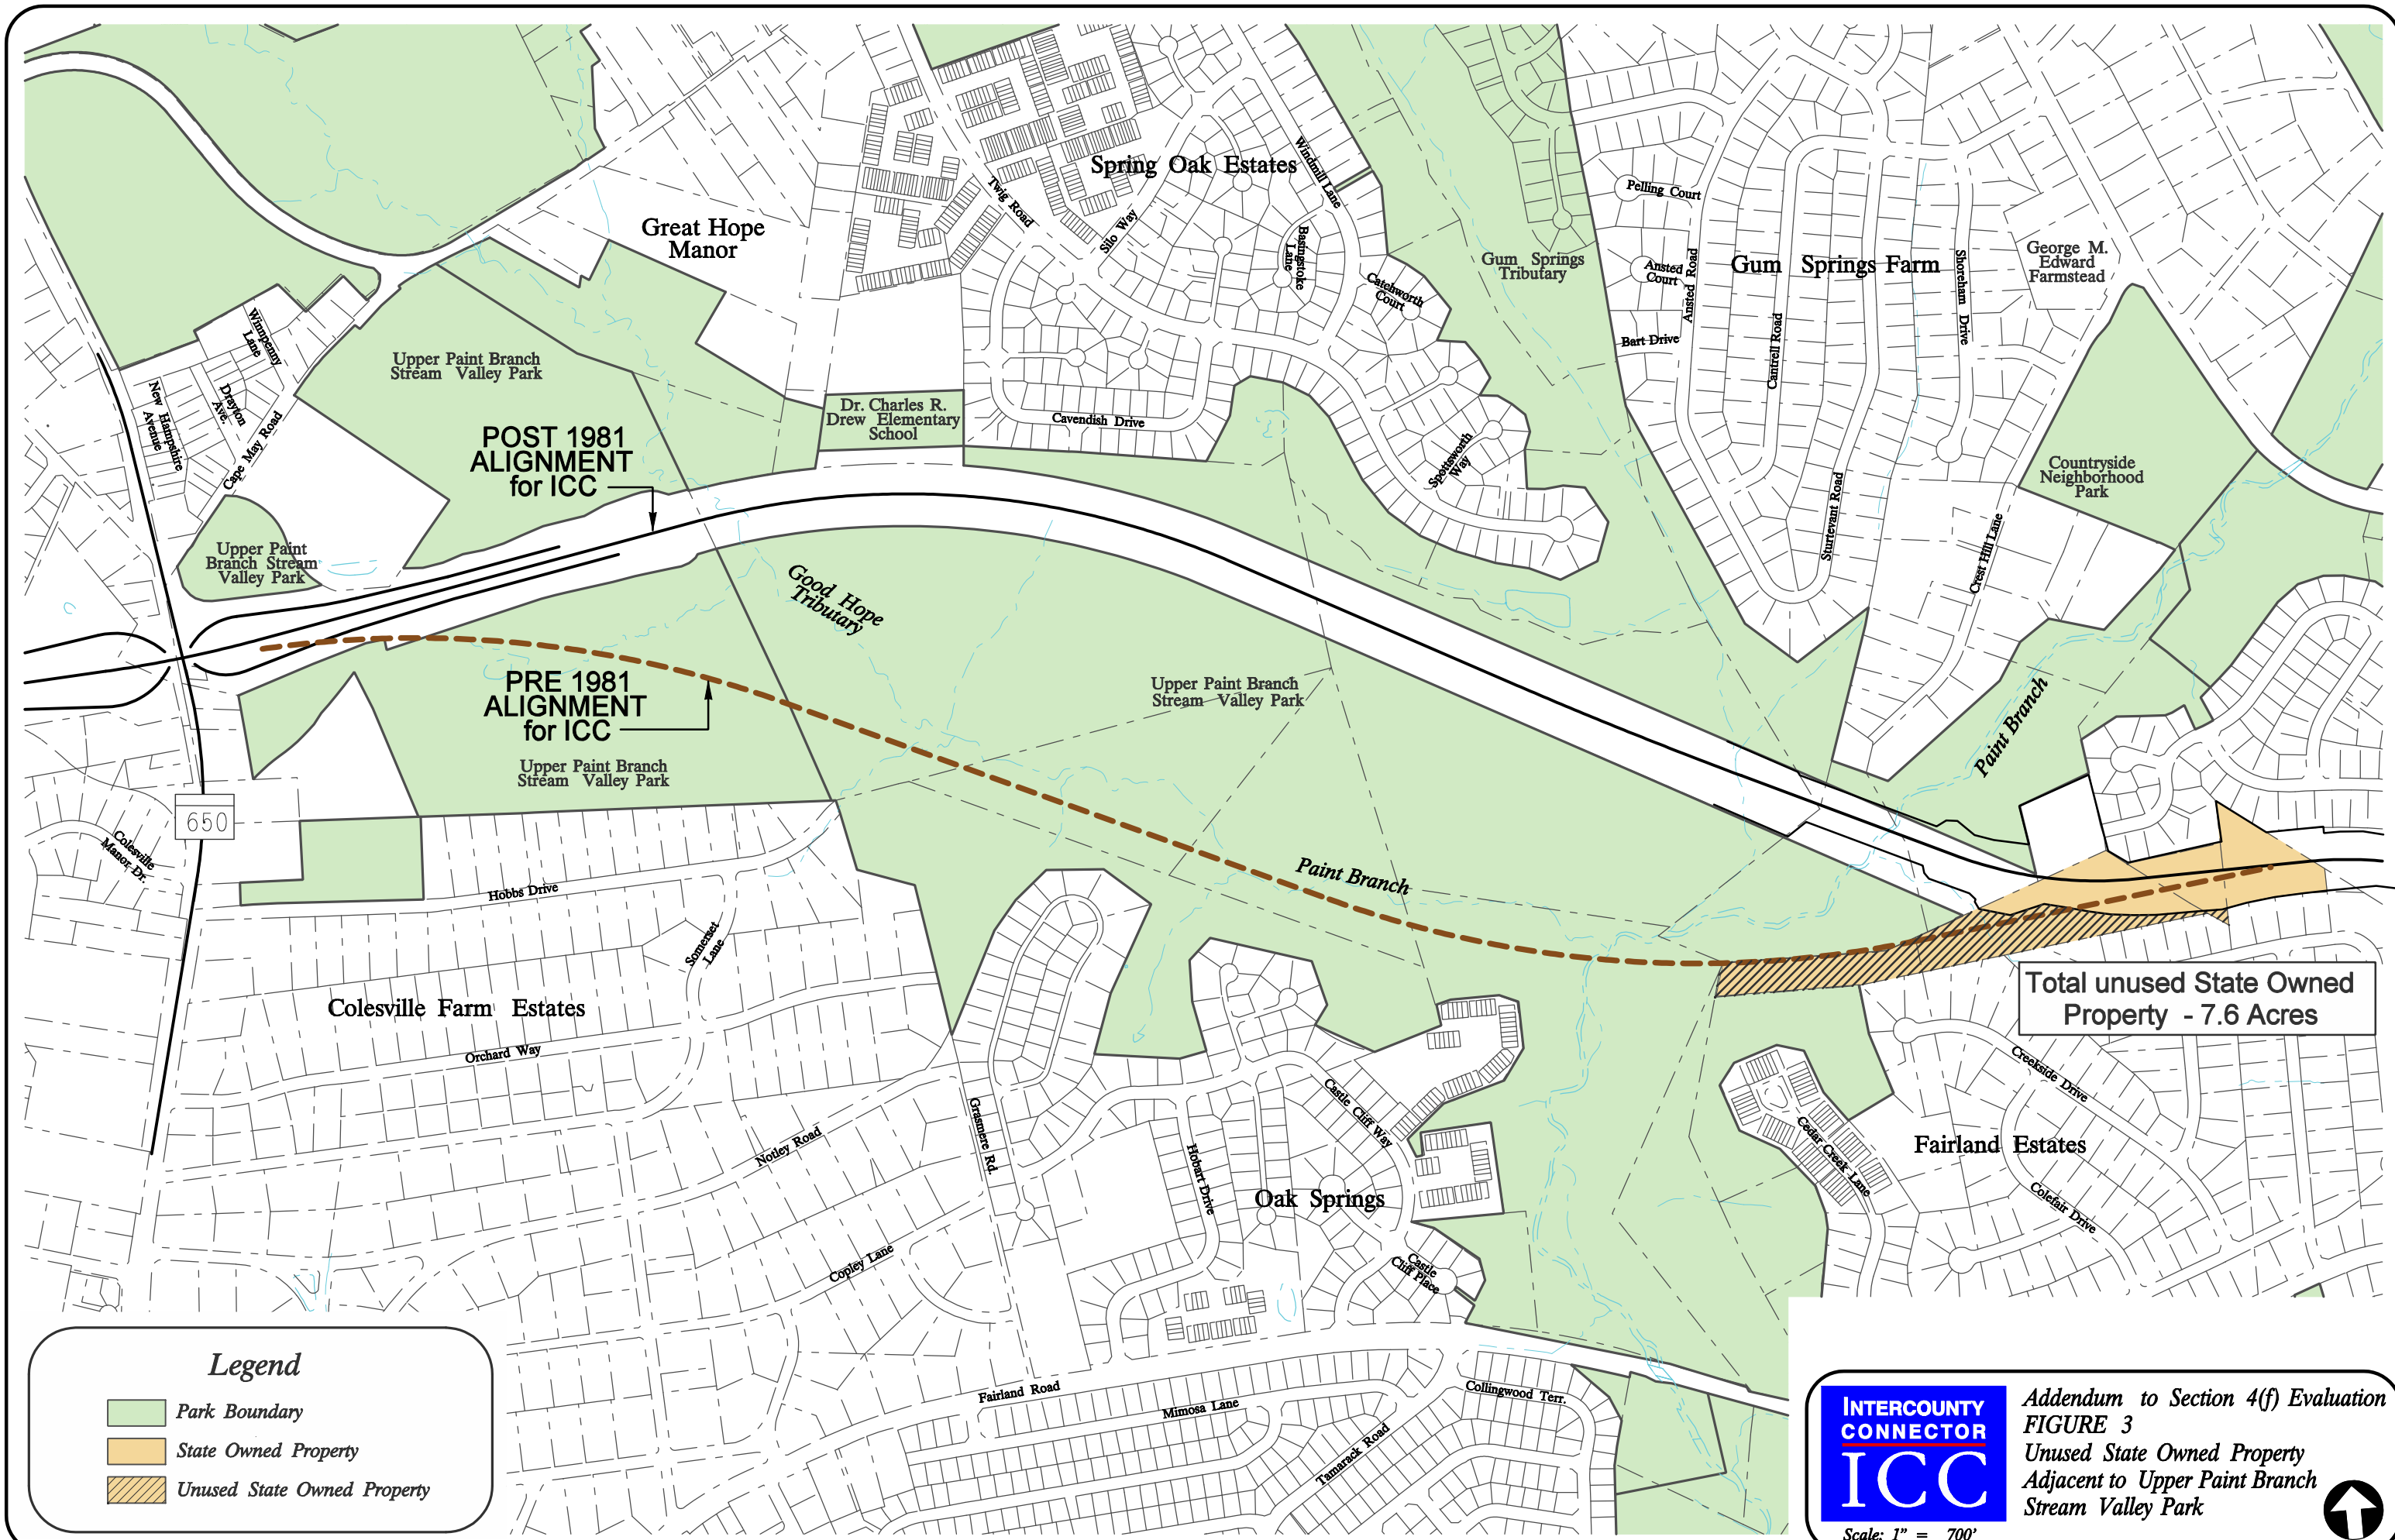 Spring Oak Estates
Windmill Lane
Twig Road
Silo Way
Basingstoke
Lane
Catchworth
Court
Great Hope
Manor
Pelling Court
Ansted
Court
Ansted Road
Gum Springs Farm
Gum Springs
Tributary
Bart Drive
Cantrell Road
Shoreham Drive
George M.
Edward
Farmstead
Winnpenny
Lane
Drayton
Ave.
New Hampshire
Avenue
Cape May Road
Upper Paint Branch
Stream Valley Park
Dr. Charles R.
Drew Elementary
School
Cavendish Drive
Spottsworth
Way
Sturtevant Road
Crest Hill Lane
Countryside
Neighborhood
Park
POST 1981
ALIGNMENT
for ICC
Upper Paint
Branch Stream
Valley Park
Good Hope
Tributary
PRE 1981
ALIGNMENT
for ICC
Upper Paint Branch
Stream Valley Park
Upper Paint Branch
Stream Valley Park
Paint Branch
650
Colesville
Manor Dr.
Hobbs Drive
Somerset
Lane
Paint Branch
Colesville Farm Estates
Orchard Way
Total unused State Owned
Property - 7.6 Acres
Notley Road
Grasmere Rd.
Castle Cliff Way
Hobart Drive
Oak Springs
Castle
Cliff Place
Copley Lane
Cedar Creek Lane
Creekside Drive
Fairland Estates
Colefair Drive
Fairland Road
Mimosa Lane
Collingwood Terr.
Tamarack Road
Legend
Park Boundary
State Owned Property
Unused State Owned Property
INTERCOUNTY
CONNECTOR
ICC
Addendum to Section 4(f) Evaluation
FIGURE 3
Unused State Owned Property
Adjacent to Upper Paint Branch
Stream Valley Park
Scale: 1" = 700'